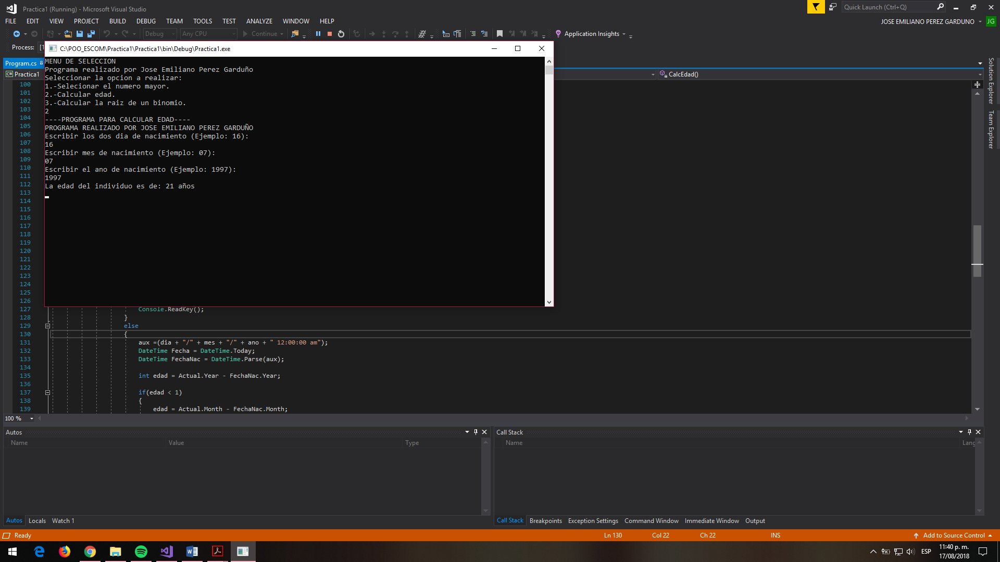 Practica1 (Running) - Microsoft Visual Studio
Quick Launch (Ctrl+Q)
FILE EDIT VIEW PROJECT BUILD DEBUG TEAM TOOLS TEST ANALYZE WINDOW HELP
JOSE EMILIANO PEREZ GARDUNO JG
Debug Any CPU Continue Application Insights
Process: [1
C:\POO_ESCOM\Practica1\Practica1\bin\Debug\Practica1.exe
Program.cs
C# Practica1
CalcEdad()
Solution Explorer
Team Explorer
MENU DE SELECCION
Programa realizado por Jose Emiliano Perez Garduño
Seleccionar la opcion a realizar:
1.-Selecionar el numero mayor.
2.-Calcular edad.
3.-Calcular la raiz de un binomio.
2
----PROGRAMA PARA CALCULAR EDAD----
PROGRAMA REALIZADO POR JOSE EMILIANO PEREZ GARDUÑO
Escribir los dos dia de nacimiento (Ejemplo: 16):
16
Escribir mes de nacimiento (Ejemplo: 07):
07
Escribir el ano de nacimiento (Ejemplo: 1997):
1997
La edad del individuo es de: 21 años
100
101
102
103
104
105
106
107
108
109
110
111
112
113
114
115
116
117
118
119
120
121
122
123
124
125
126
127 Console.ReadKey();
128 }
129 else
130 {
131 aux =(dia + "/" + mes + "/" + ano + " 12:00:00 am");
132 DateTime Fecha = DateTime.Today;
133 DateTime FechaNac = DateTime.Parse(aux);
134
135 int edad = Actual.Year - FechaNac.Year;
136
137 if(edad < 1)
138 {
139 edad = Actual.Month - FechaNac.Month;
100 %
Autos
Name Value Type
Call Stack
Name Lang
Autos Locals Watch 1
Call Stack Breakpoints Exception Settings Command Window Immediate Window Output
Ready
Ln 130 Col 22 Ch 22 INS
Add to Source Control
ESP
11:40 p. m.
17/08/2018